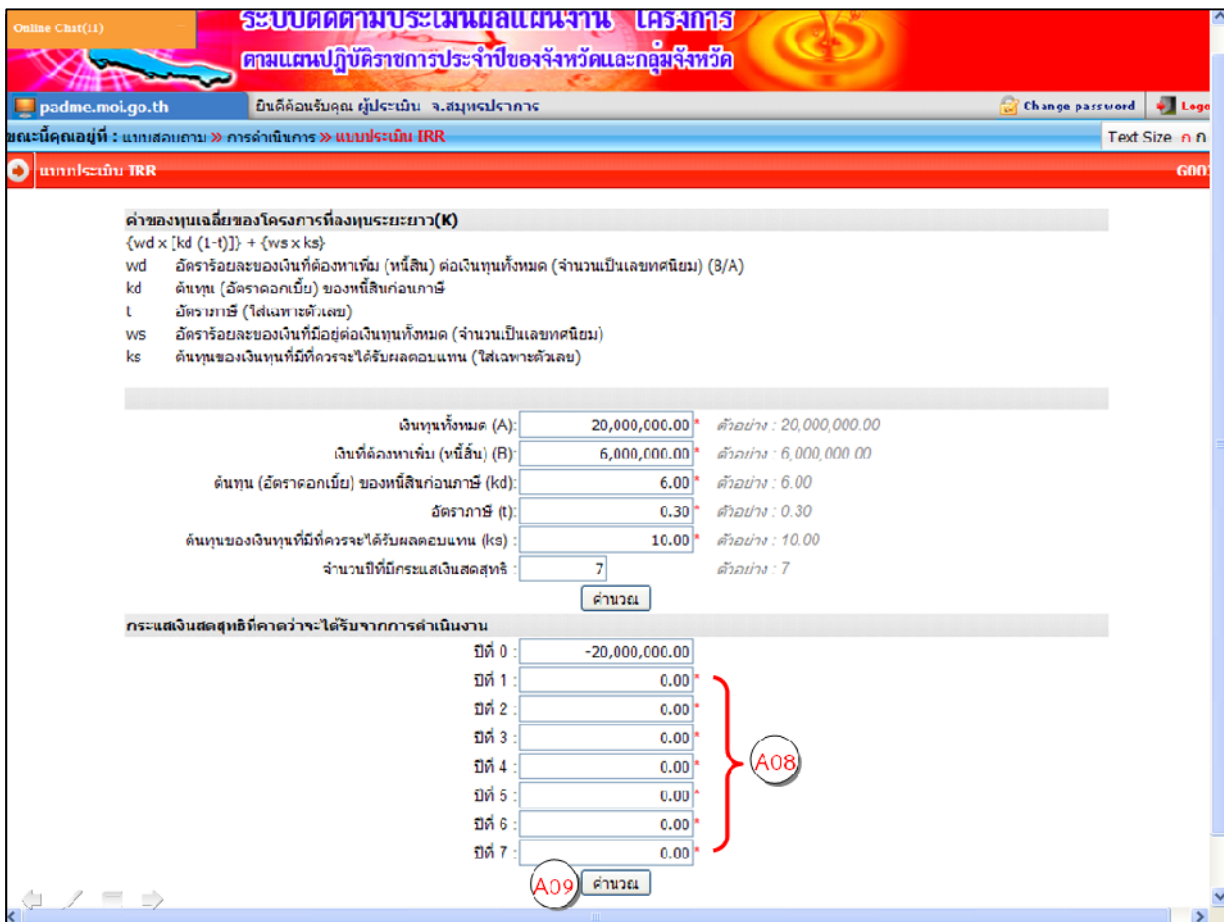 Online Chat(11)
ระบบติดตามประเมินผลแผนงาน โครงการ
ตามแผนปฏิบัติราชการประจำปีของจังหวัดและกลุ่มจังหวัด
padme.moi.go.th ยินดีต้อนรับคุณ ผู้ประเมิน จ.สมุทรปราการ Change password
ขณะนี้คุณอยู่ที่ : แบบสอบถาม » การดำเนินการ » แบบประเมิน IRR Text Size ก ก
แบบประเมิน IRR
ค่าของทุนเฉลี่ยของโครงการที่ลงทุนระยะยาว(K)
{wd x [kd (1-t)]} + {ws x ks}
wd อัตราร้อยละของเงินที่ต้องหาเพิ่ม (หนี้สิน) ต่อเงินทุนทั้งหมด (จำนวนเป็นเลขทศนิยม) (B/A)
kd ต้นทุน (อัตราดอกเบี้ย) ของหนี้สินก่อนภาษี
t อัตราภาษี (ใส่เฉพาะตัวเลข)
ws อัตราร้อยละของเงินที่มีอยู่ต่อเงินทุนทั้งหมด (จำนวนเป็นเลขทศนิยม)
ks ต้นทุนของเงินทุนที่มีที่ควรจะได้รับผลตอบแทน (ใส่เฉพาะตัวเลข)
เงินทุนทั้งหมด (A): 20,000,000.00 * ตัวอย่าง : 20,000,000.00
เงินที่ต้องหาเพิ่ม (หนี้สิ้น) (B): 6,000,000.00 * ตัวอย่าง : 6,000,000.00
ต้นทุน (อัตราดอกเบี้ย) ของหนี้สินก่อนภาษี (kd): 6.00 * ตัวอย่าง : 6.00
อัตราภาษี (t): 0.30 * ตัวอย่าง : 0.30
ต้นทุนของเงินทุนที่มีที่ควรจะได้รับผลตอบแทน (ks) : 10.00 * ตัวอย่าง : 10.00
จำนวนปีที่มีกระแสเงินสดสุทธิ : 7 ตัวอย่าง : 7
คำนวณ
กระแสเงินสดสุทธิที่คาดว่าจะได้รับจากการดำเนินงาน
ปีที่ 0 : -20,000,000.00
ปีที่ 1 : 0.00 *
ปีที่ 2 : 0.00 *
ปีที่ 3 : 0.00 *
ปีที่ 4 : 0.00 * A08
ปีที่ 5 : 0.00 *
ปีที่ 6 : 0.00 *
ปีที่ 7 : 0.00 *
A09 คำนวณ